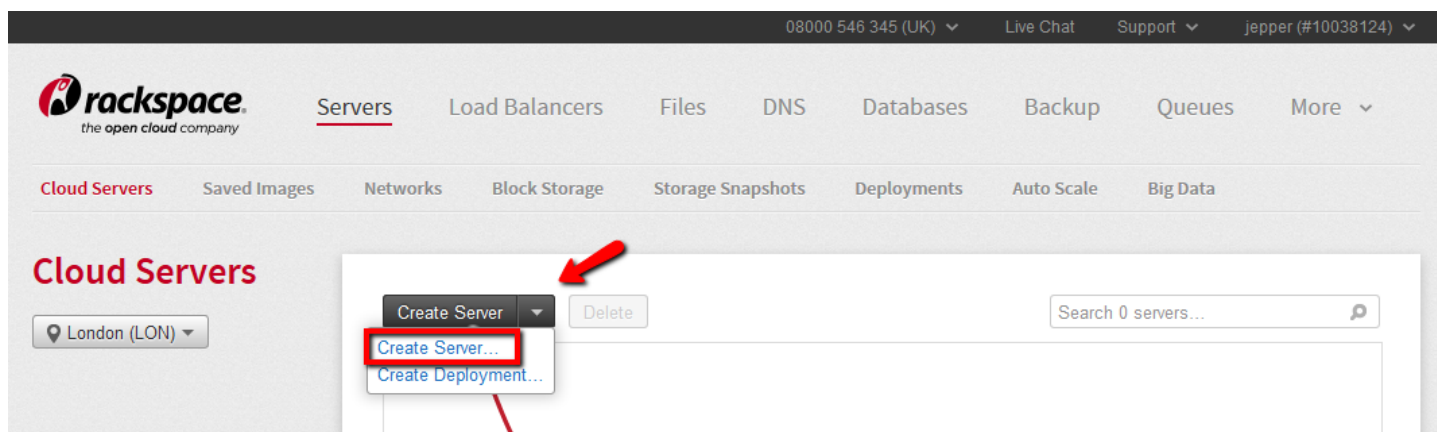 08000 546 345 (UK) Live Chat Support jepper (#10038124)
rackspace.
the open cloud company
Servers Load Balancers Files DNS Databases Backup Queues More
Cloud Servers Saved Images Networks Block Storage Storage Snapshots Deployments Auto Scale Big Data
Cloud Servers
London (LON)
Create Server Delete Search 0 servers...
Create Server...
Create Deployment...